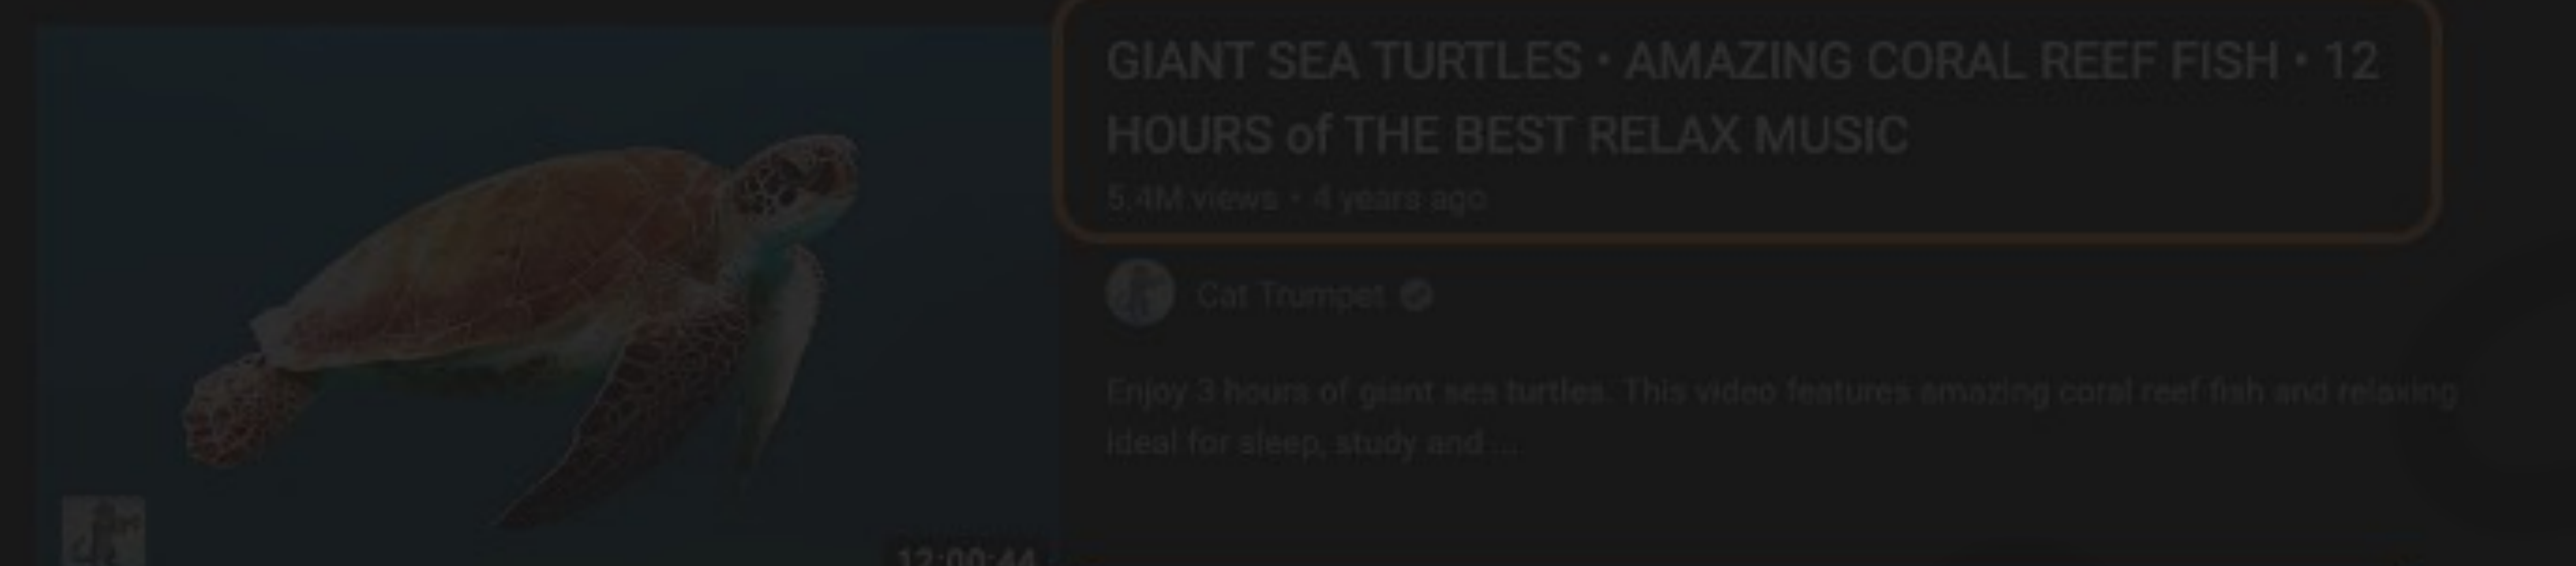 GIANT SEA TURTLES • AMAZING CORAL REEF FISH • 12
HOURS of THE BEST RELAX MUSIC
5.4M views • 4 years ago
Cat Trumpet
Enjoy 3 hours of giant sea turtles. This video features amazing coral reef fish and relaxing
ideal for sleep, study and ...
12:00:44